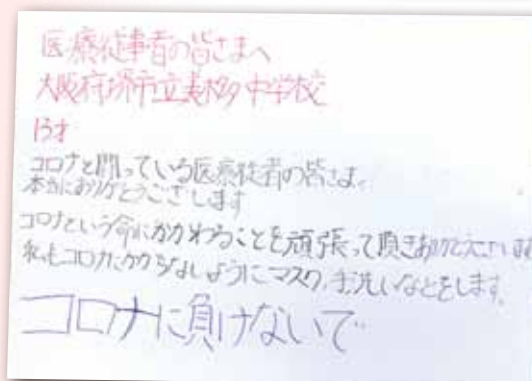 医療従事者の皆さまへ
大阪府堺市立美木多中学校
13才
コロナと闘っている医療従者の皆さま。
本当にありがとうございます
コロナという命にかかわることを頑張って頂きありがとうございます
私もコロナにかからないようにマスク、手洗いなどをします。
コロナに負けないで